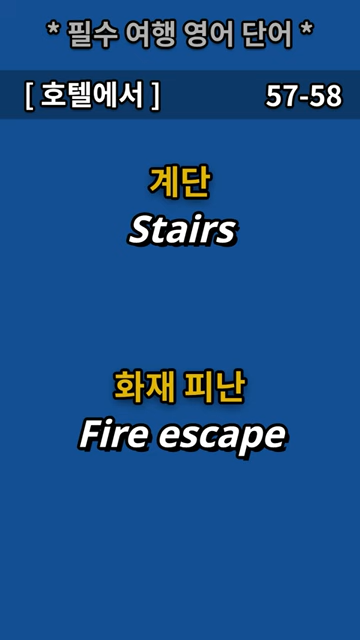 * 필수 여행 영어 단어 *
[ 호텔에서 ] 57-58
계단
Stairs
화재 피난
Fire escape